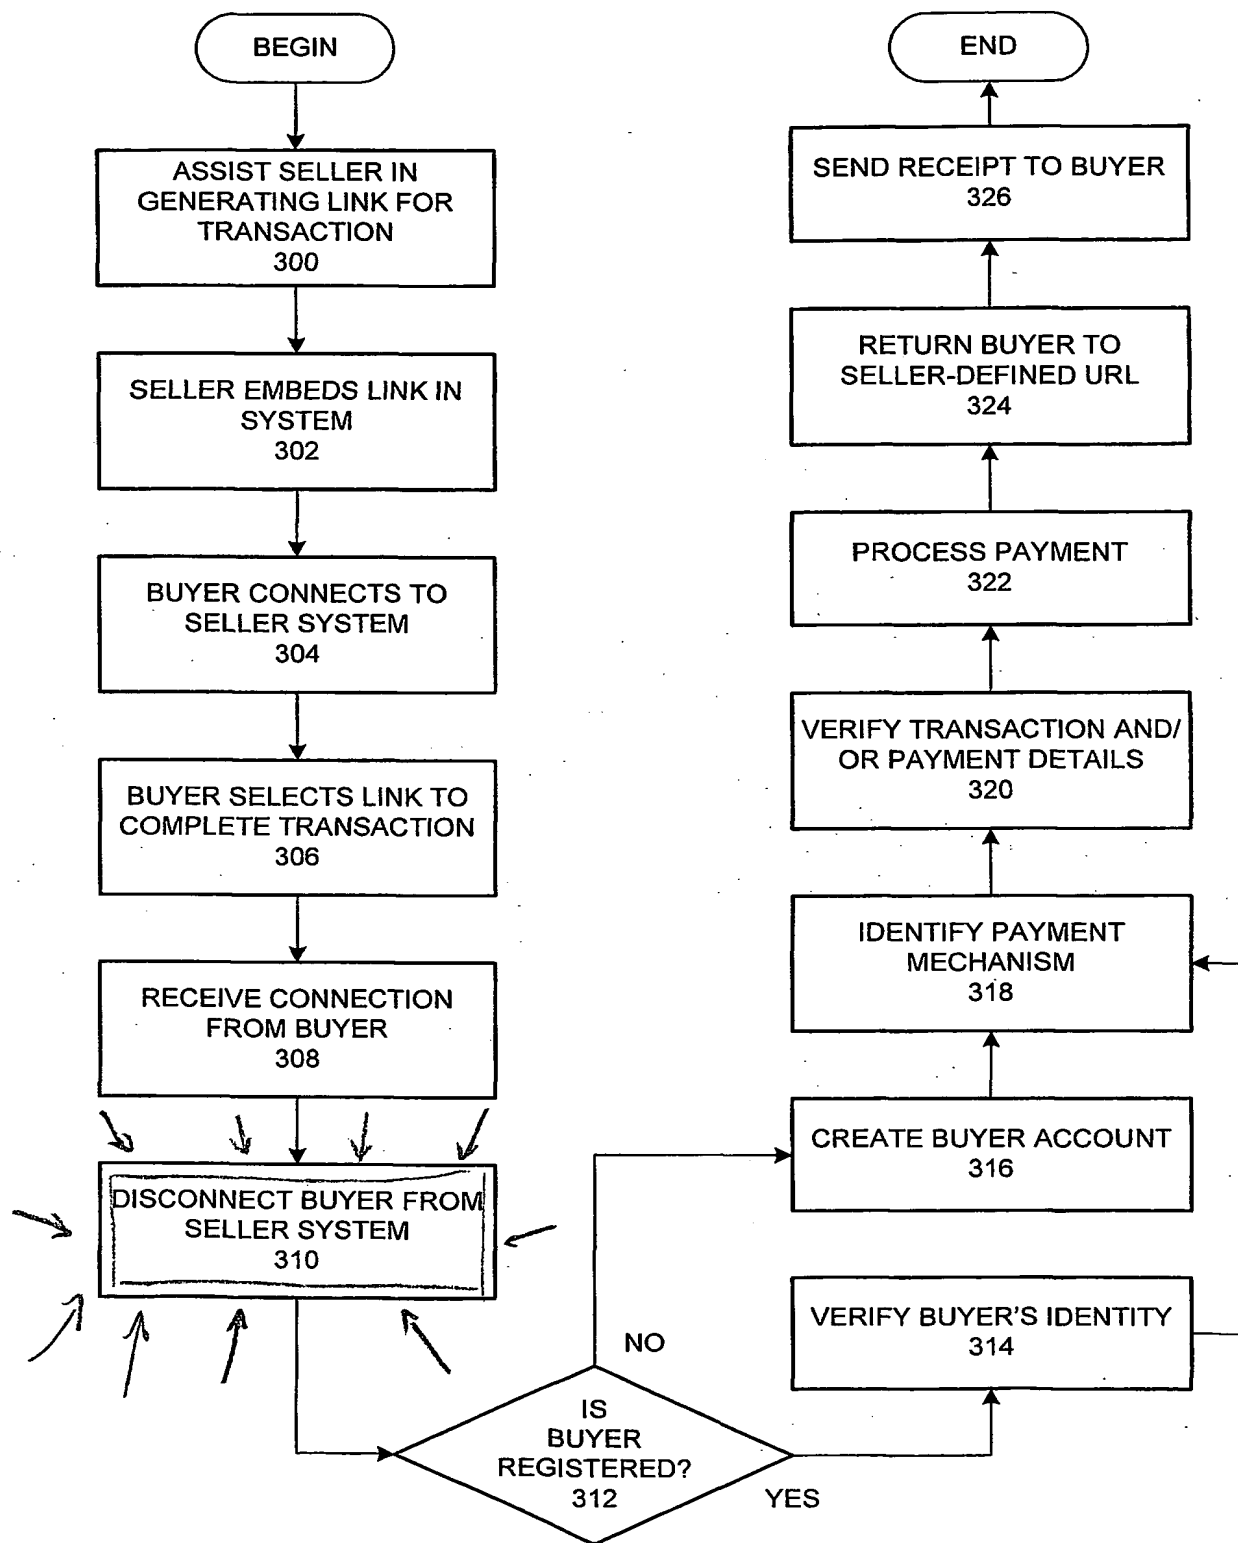 BEGIN
ASSIST SELLER IN
GENERATING LINK FOR
TRANSACTION
300
SELLER EMBEDS LINK IN
SYSTEM
302
BUYER CONNECTS TO
SELLER SYSTEM
304
BUYER SELECTS LINK TO
COMPLETE TRANSACTION
306
RECEIVE CONNECTION
FROM BUYER
308
DISCONNECT BUYER FROM
SELLER SYSTEM
310
IS
BUYER
REGISTERED?
312
NO
YES
VERIFY BUYER'S IDENTITY
314
CREATE BUYER ACCOUNT
316
IDENTIFY PAYMENT
MECHANISM
318
VERIFY TRANSACTION AND/
OR PAYMENT DETAILS
320
PROCESS PAYMENT
322
RETURN BUYER TO
SELLER-DEFINED URL
324
SEND RECEIPT TO BUYER
326
END